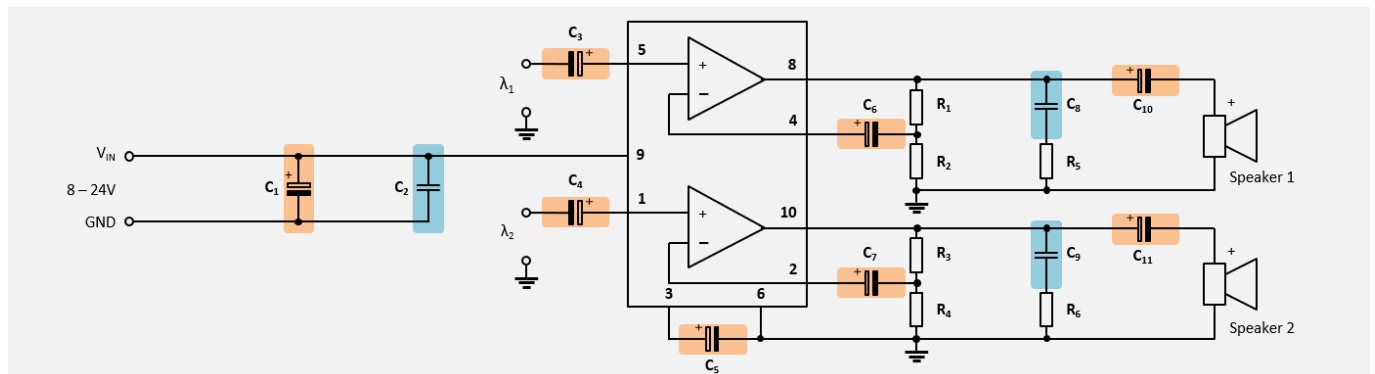 C₃
+
5
+
8
λ₁
−
C₆
+
4
R₁
R₂
C₈
R₅
+
C₁₀
+
Speaker 1
V_IN
8 – 24V
GND
+
C₁
C₂
9
C₄
+
1
+
10
λ₂
−
C₇
+
2
R₃
R₄
C₉
R₆
+
C₁₁
+
Speaker 2
3
6
+
C₅